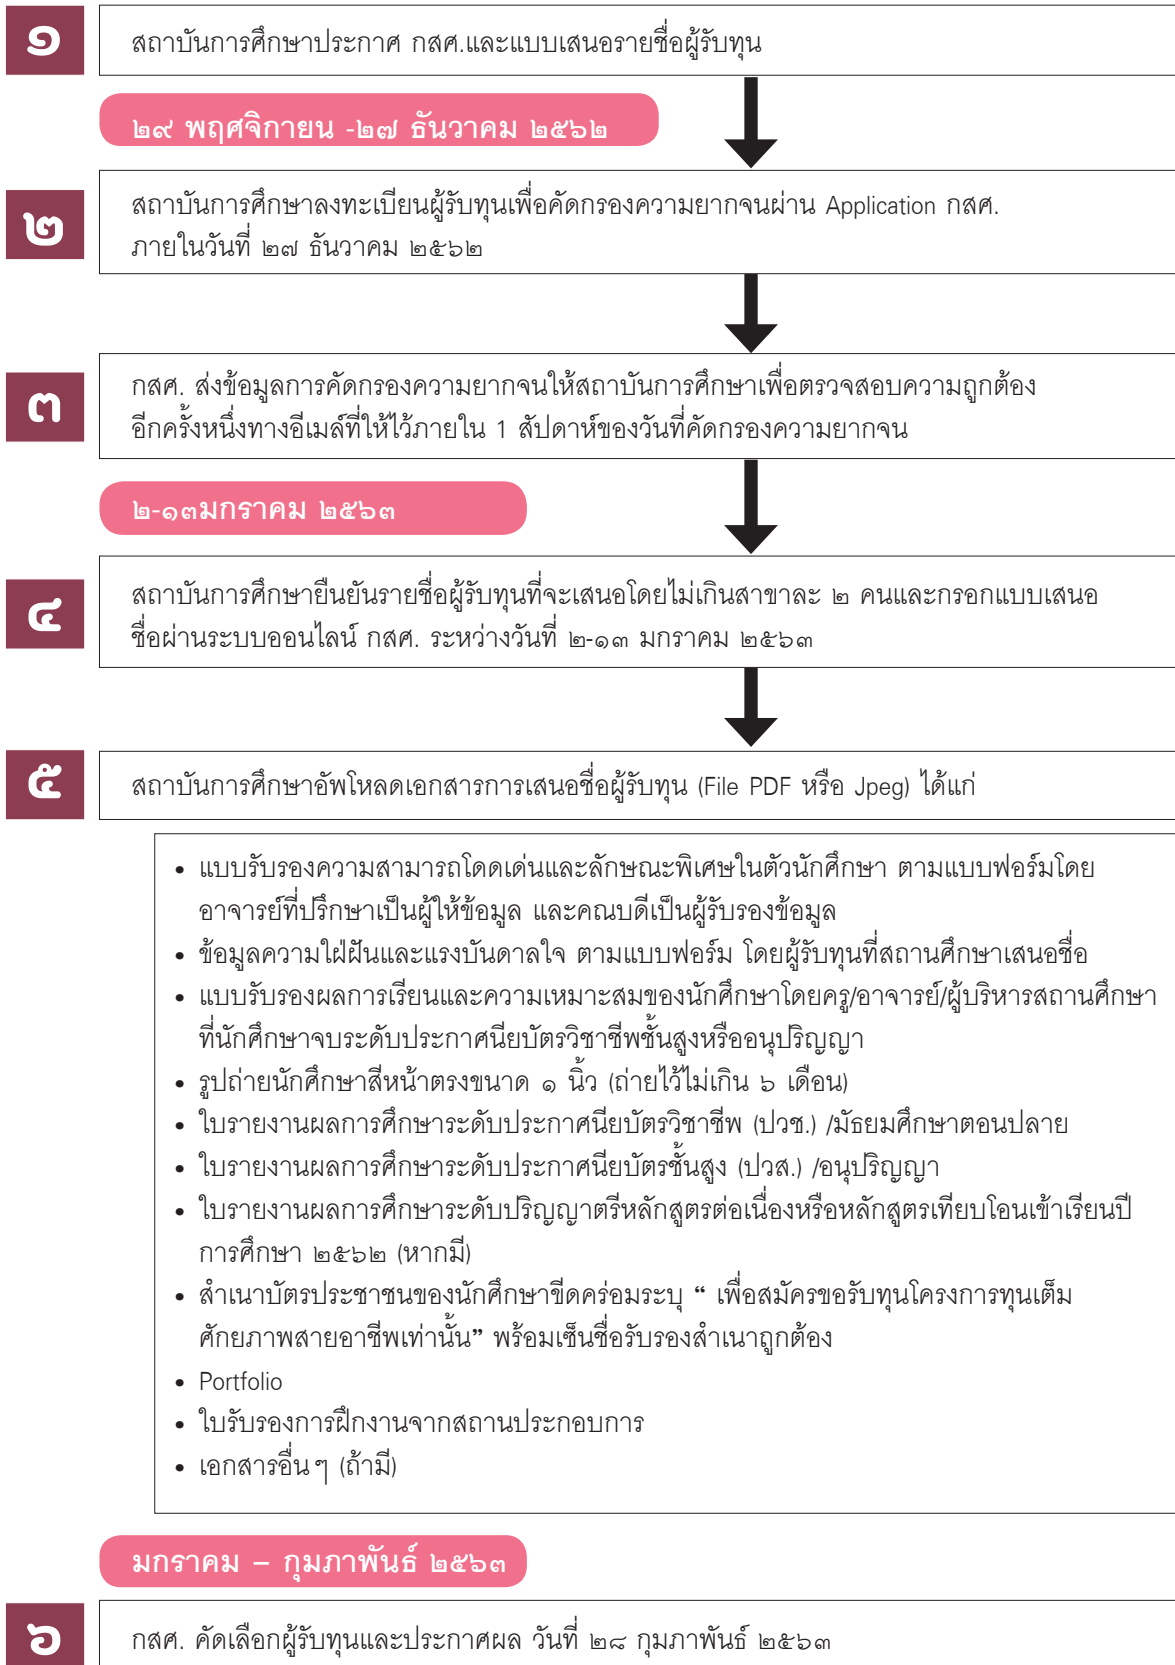 ๑
สถาบันการศึกษาประกาศ กสศ.และแบบเสนอรายชื่อผู้รับทุน
๒๙ พฤศจิกายน -๒๗ ธันวาคม ๒๕๖๒
๒
สถาบันการศึกษาลงทะเบียนผู้รับทุนเพื่อคัดกรองความยากจนผ่าน Application กสศ.
ภายในวันที่ ๒๗ ธันวาคม ๒๕๖๒
๓
กสศ. ส่งข้อมูลการคัดกรองความยากจนให้สถาบันการศึกษาเพื่อตรวจสอบความถูกต้อง
อีกครั้งหนึ่งทางอีเมล์ที่ให้ไว้ภายใน 1 สัปดาห์ของวันที่คัดกรองความยากจน
๒-๑๓มกราคม ๒๕๖๓
๔
สถาบันการศึกษายืนยันรายชื่อผู้รับทุนที่จะเสนอโดยไม่เกินสาขาละ ๒ คนและกรอกแบบเสนอ
ชื่อผ่านระบบออนไลน์ กสศ. ระหว่างวันที่ ๒-๑๓ มกราคม ๒๕๖๓
๕
สถาบันการศึกษาอัพโหลดเอกสารการเสนอชื่อผู้รับทุน (File PDF หรือ Jpeg) ได้แก่
• แบบรับรองความสามารถโดดเด่นและลักษณะพิเศษในตัวนักศึกษา ตามแบบฟอร์มโดย
อาจารย์ที่ปรึกษาเป็นผู้ให้ข้อมูล และคณบดีเป็นผู้รับรองข้อมูล
• ข้อมูลความใฝ่ฝันและแรงบันดาลใจ ตามแบบฟอร์ม โดยผู้รับทุนที่สถานศึกษาเสนอชื่อ
• แบบรับรองผลการเรียนและความเหมาะสมของนักศึกษาโดยครู/อาจารย์/ผู้บริหารสถานศึกษา
ที่นักศึกษาจบระดับประกาศนียบัตรวิชาชีพชั้นสูงหรืออนุปริญญา
• รูปถ่ายนักศึกษาสีหน้าตรงขนาด ๑ นิ้ว (ถ่ายไว้ไม่เกิน ๖ เดือน)
• ใบรายงานผลการศึกษาระดับประกาศนียบัตรวิชาชีพ (ปวช.) /มัธยมศึกษาตอนปลาย
• ใบรายงานผลการศึกษาระดับประกาศนียบัตรชั้นสูง (ปวส.) /อนุปริญญา
• ใบรายงานผลการศึกษาระดับปริญญาตรีหลักสูตรต่อเนื่องหรือหลักสูตรเทียบโอนเข้าเรียนปี
การศึกษา ๒๕๖๒ (หากมี)
• สำเนาบัตรประชาชนของนักศึกษาขีดคร่อมระบุ “ เพื่อสมัครขอรับทุนโครงการทุนเต็ม
ศักยภาพสายอาชีพเท่านั้น” พร้อมเซ็นชื่อรับรองสำเนาถูกต้อง
• Portfolio
• ใบรับรองการฝึกงานจากสถานประกอบการ
• เอกสารอื่น ๆ (ถ้ามี)
มกราคม – กุมภาพันธ์ ๒๕๖๓
๖
กสศ. คัดเลือกผู้รับทุนและประกาศผล วันที่ ๒๘ กุมภาพันธ์ ๒๕๖๓